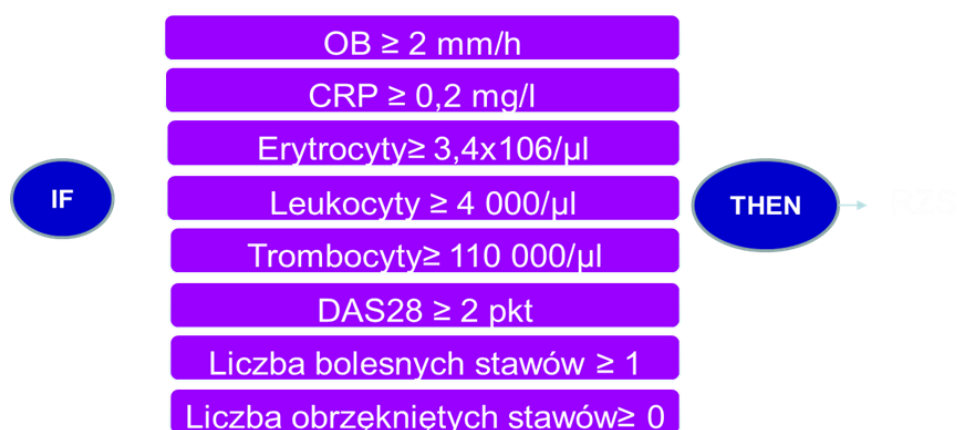 OB ≥ 2 mm/h
CRP ≥ 0,2 mg/l
Erytrocyty≥ 3,4x106/µl
IF
Leukocyty ≥ 4 000/µl
THEN
RZS
Trombocyty≥ 110 000/µl
DAS28 ≥ 2 pkt
Liczba bolesnych stawów ≥ 1
Liczba obrzękniętych stawów≥ 0